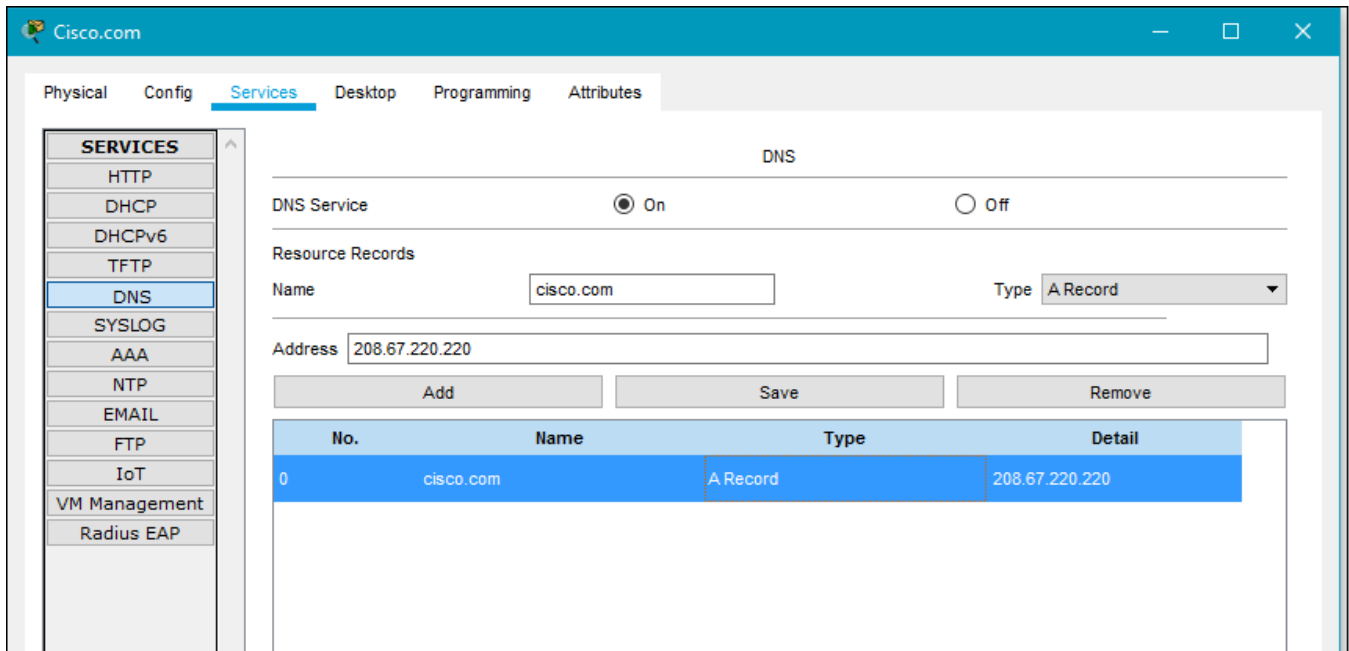 Cisco.com
Physical Config Services Desktop Programming Attributes
SERVICES
HTTP
DHCP
DHCPv6
TFTP
DNS
SYSLOG
AAA
NTP
EMAIL
FTP
IoT
VM Management
Radius EAP
DNS
DNS Service On Off
Resource Records
Name cisco.com Type A Record
Address 208.67.220.220
Add Save Remove
No. Name Type Detail
0 cisco.com A Record 208.67.220.220